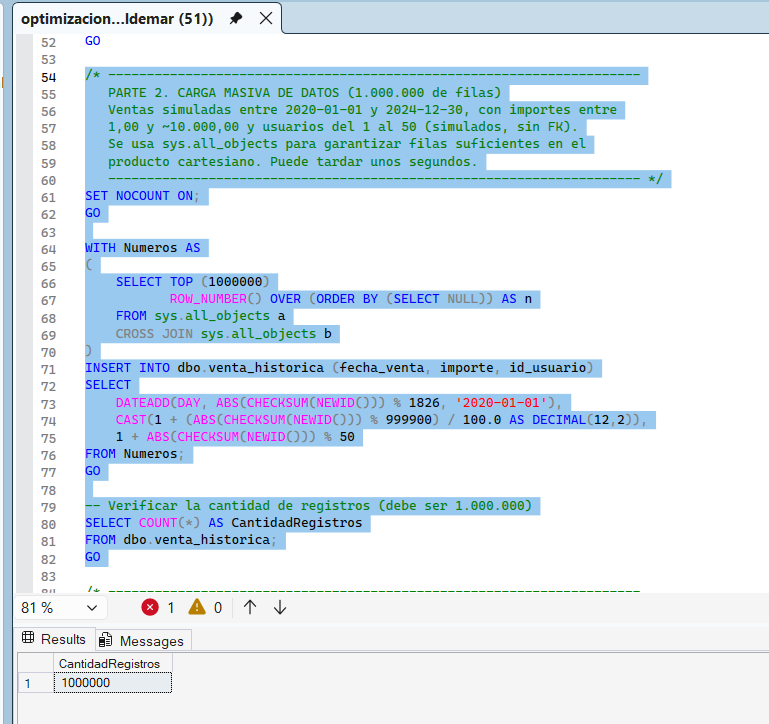 optimizacion...ldemar (51))
52 GO
53
54 /* ---------------------------------------------------------------------
55 PARTE 2. CARGA MASIVA DE DATOS (1.000.000 de filas)
56 Ventas simuladas entre 2020-01-01 y 2024-12-30, con importes entre
57 1,00 y ~10.000,00 y usuarios del 1 al 50 (simulados, sin FK).
58 Se usa sys.all_objects para garantizar filas suficientes en el
59 producto cartesiano. Puede tardar unos segundos.
60 --------------------------------------------------------------------- */
61 SET NOCOUNT ON;
62 GO
63
64 WITH Numeros AS
65 (
66 SELECT TOP (1000000)
67 ROW_NUMBER() OVER (ORDER BY (SELECT NULL)) AS n
68 FROM sys.all_objects a
69 CROSS JOIN sys.all_objects b
70 )
71 INSERT INTO dbo.venta_historica (fecha_venta, importe, id_usuario)
72 SELECT
73 DATEADD(DAY, ABS(CHECKSUM(NEWID())) % 1826, '2020-01-01'),
74 CAST(1 + (ABS(CHECKSUM(NEWID())) % 999900) / 100.0 AS DECIMAL(12,2)),
75 1 + ABS(CHECKSUM(NEWID())) % 50
76 FROM Numeros;
77 GO
78
79 -- Verificar la cantidad de registros (debe ser 1.000.000)
80 SELECT COUNT(*) AS CantidadRegistros
81 FROM dbo.venta_historica;
82 GO
83
84 /* ---------------------------------------------------------------------
81 % 1 0
Results Messages
CantidadRegistros
1 1000000